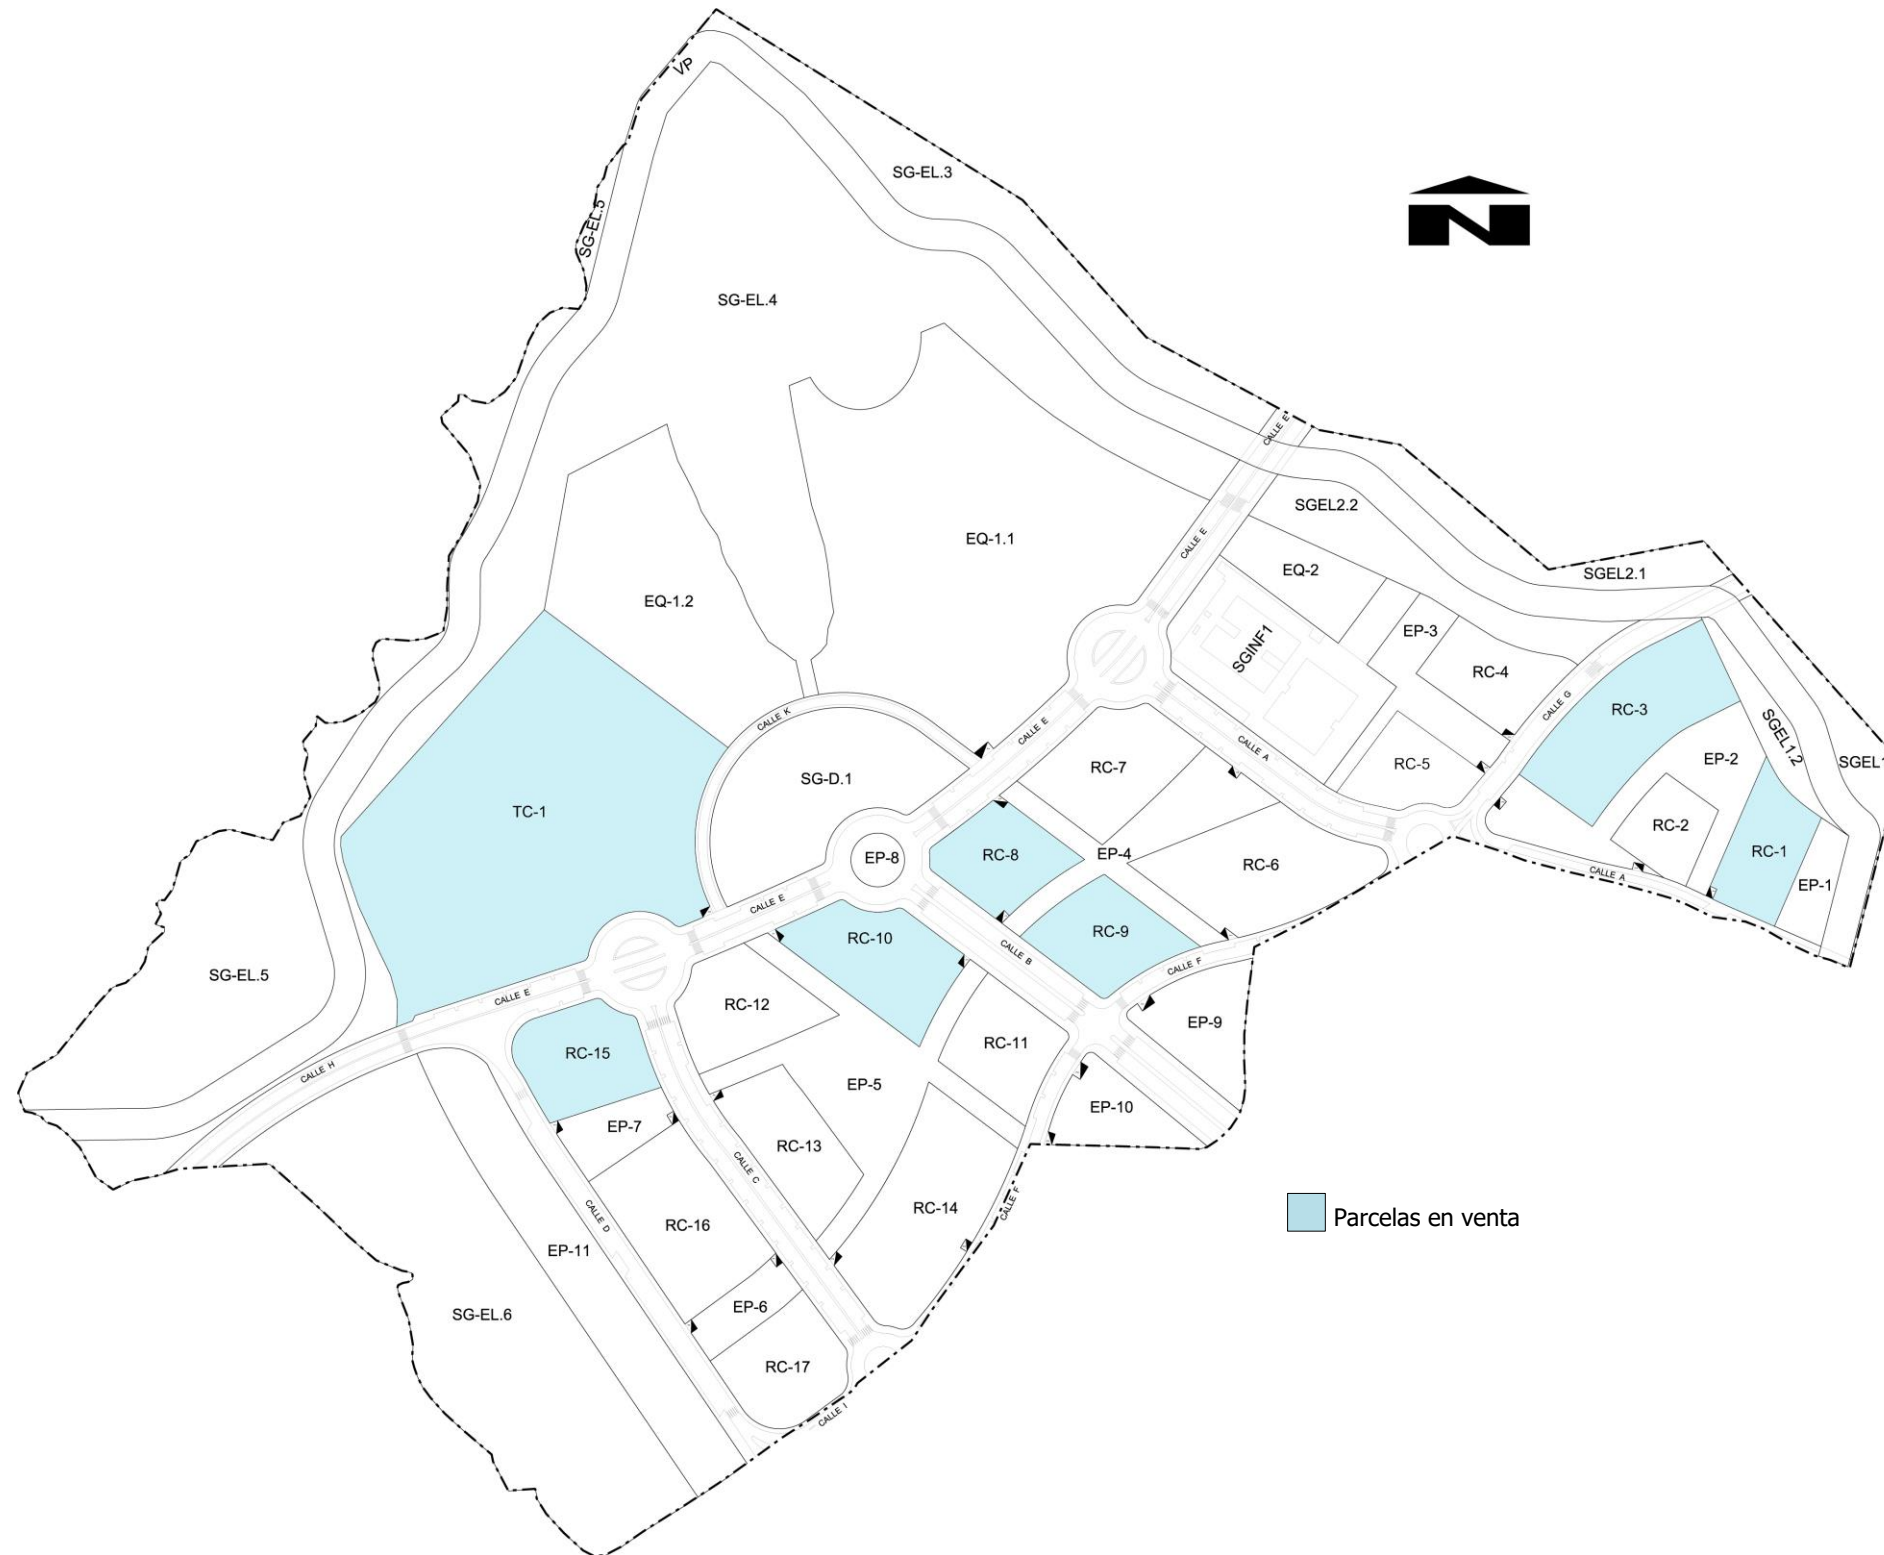 VP
SG-EL.3
SG-EL.5
N
SG-EL.4
CALLE E
SGEL2.2
EQ-1.1
CALLE E
EQ-2
SGEL2.1
EQ-1.2
EP-3
SGINF1
RC-4
CALLE G
RC-3
CALLE K
CALLE E
SGEL1.2
CALLE A
EP-2
SGEL1
RC-7
RC-5
SG-D.1
TC-1
RC-2
EP-8
RC-8
EP-4
RC-6
RC-1
CALLE A
EP-1
CALLE E
RC-10
RC-9
CALLE B
CALLE F
SG-EL.5
CALLE E
RC-12
EP-9
RC-15
RC-11
CALLE H
EP-5
EP-7
EP-10
RC-13
CALLE C
CALLE F
RC-14
CALLE D
RC-16
Parcelas en venta
EP-11
EP-6
SG-EL.6
RC-17
CALLE I